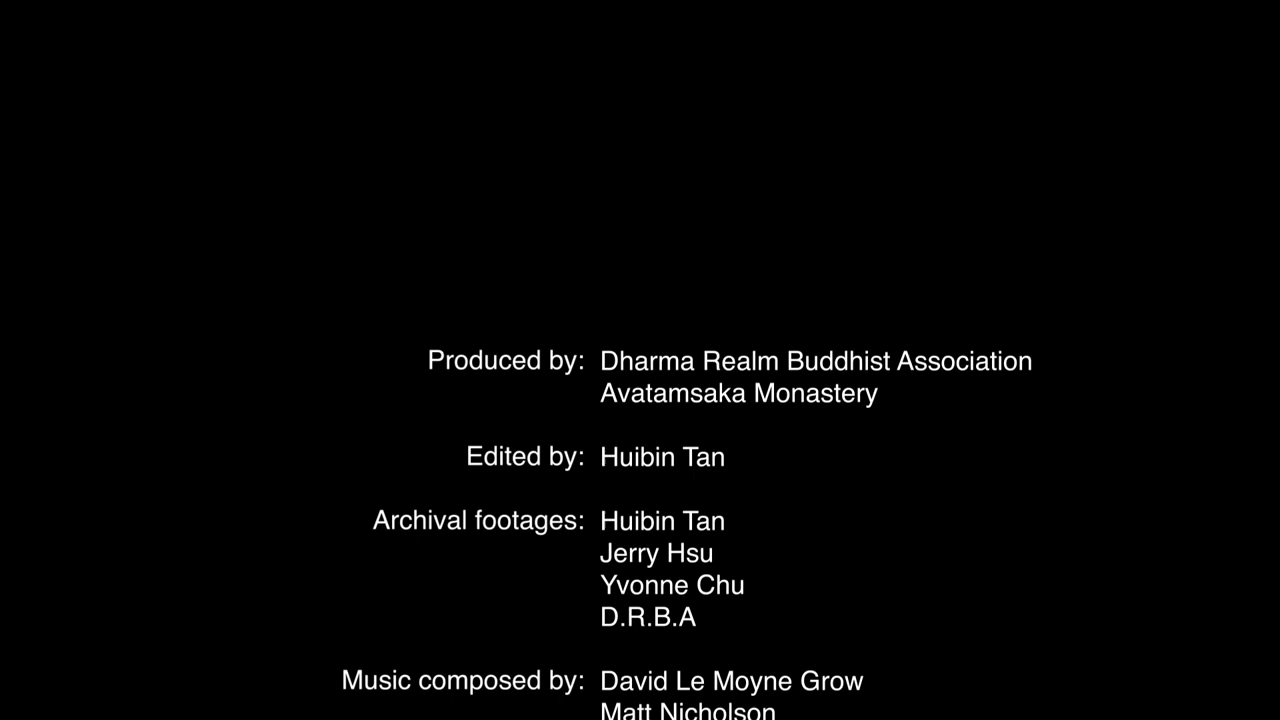 Produced by: Dharma Realm Buddhist Association
Avatamsaka Monastery
Edited by: Huibin Tan
Archival footages: Huibin Tan
Jerry Hsu
Yvonne Chu
D.R.B.A
Music composed by: David Le Moyne Grow
Matt Nicholson